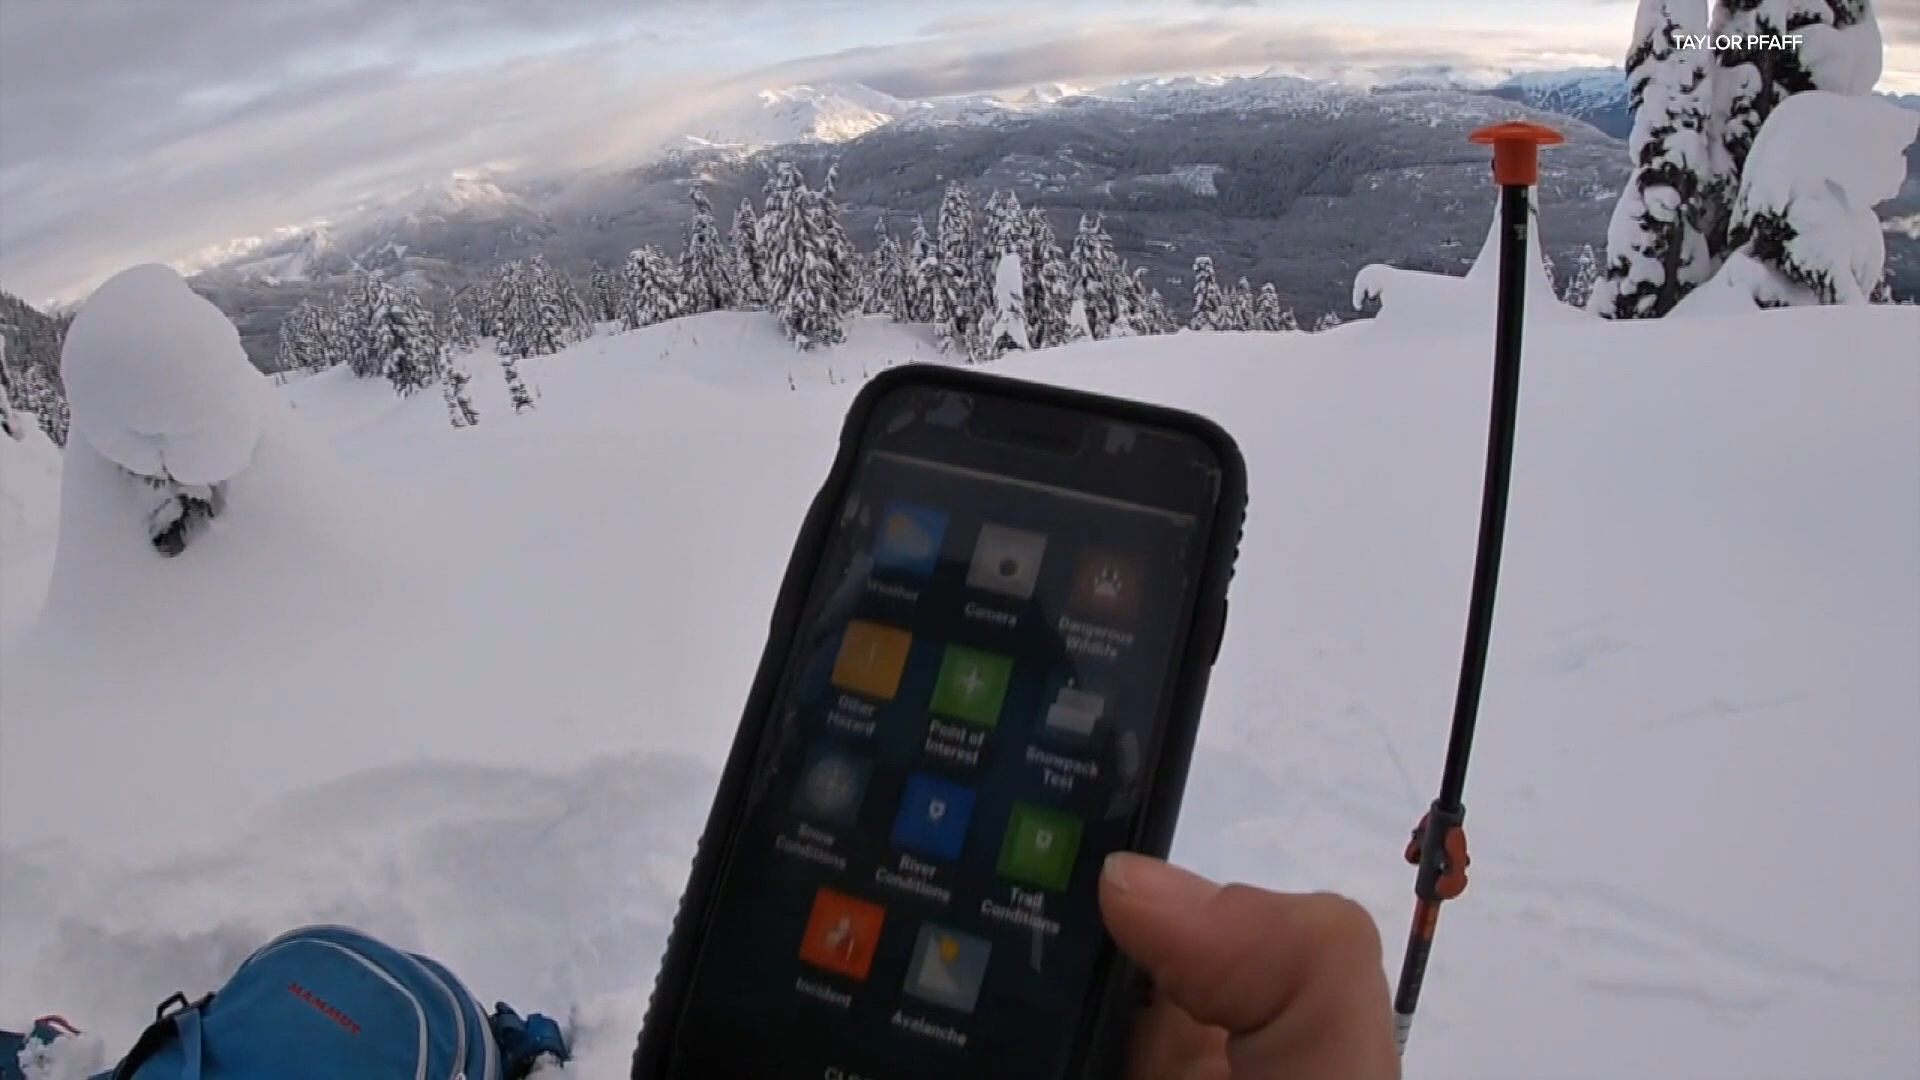 TAYLOR PFAFF
Weather
Camera
Dangerous
Wildlife
Other
Hazard
Point of
Interest
Snowpack
Test
Snow
Conditions
River
Conditions
Trail
Conditions
Incident
Avalanche
MAMMUT